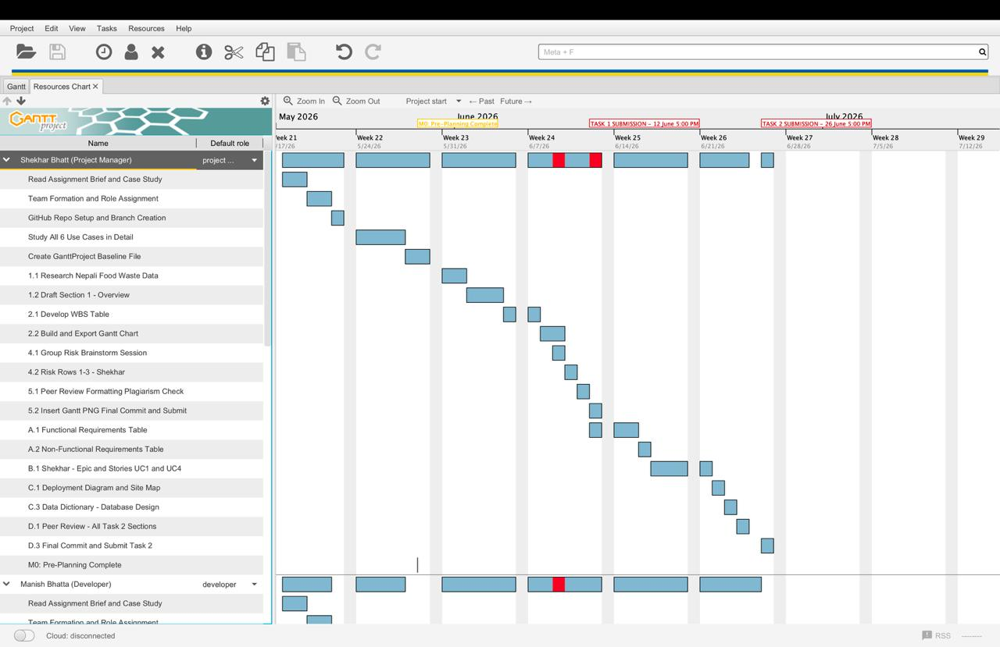 Project Edit View Tasks Resources Help
Meta + F
Gantt Resources Chart
Zoom In Zoom Out Project start ← Past Future →
GANTT project
May 2026 June 2026 July 2026
M0: Pre-Planning Complete TASK 1 SUBMISSION - 12 June 5:00 PM TASK 2 SUBMISSION - 26 June 5:00 PM
eek 21 Week 22 Week 23 Week 24 Week 25 Week 26 Week 27 Week 28 Week 29
/17/26 5/24/26 5/31/26 6/7/26 6/14/26 6/21/26 6/28/26 7/5/26 7/12/26
Name Default role
Shekhar Bhatt (Project Manager) project ...
Read Assignment Brief and Case Study
Team Formation and Role Assignment
GitHub Repo Setup and Branch Creation
Study All 6 Use Cases in Detail
Create GanttProject Baseline File
1.1 Research Nepali Food Waste Data
1.2 Draft Section 1 - Overview
2.1 Develop WBS Table
2.2 Build and Export Gantt Chart
4.1 Group Risk Brainstorm Session
4.2 Risk Rows 1-3 - Shekhar
5.1 Peer Review Formatting Plagiarism Check
5.2 Insert Gantt PNG Final Commit and Submit
A.1 Functional Requirements Table
A.2 Non-Functional Requirements Table
B.1 Shekhar - Epic and Stories UC1 and UC4
C.1 Deployment Diagram and Site Map
C.3 Data Dictionary - Database Design
D.1 Peer Review - All Task 2 Sections
D.3 Final Commit and Submit Task 2
M0: Pre-Planning Complete
Manish Bhatta (Developer) developer
Read Assignment Brief and Case Study
Team Formation and Role Assignment
Cloud: disconnected RSS --------